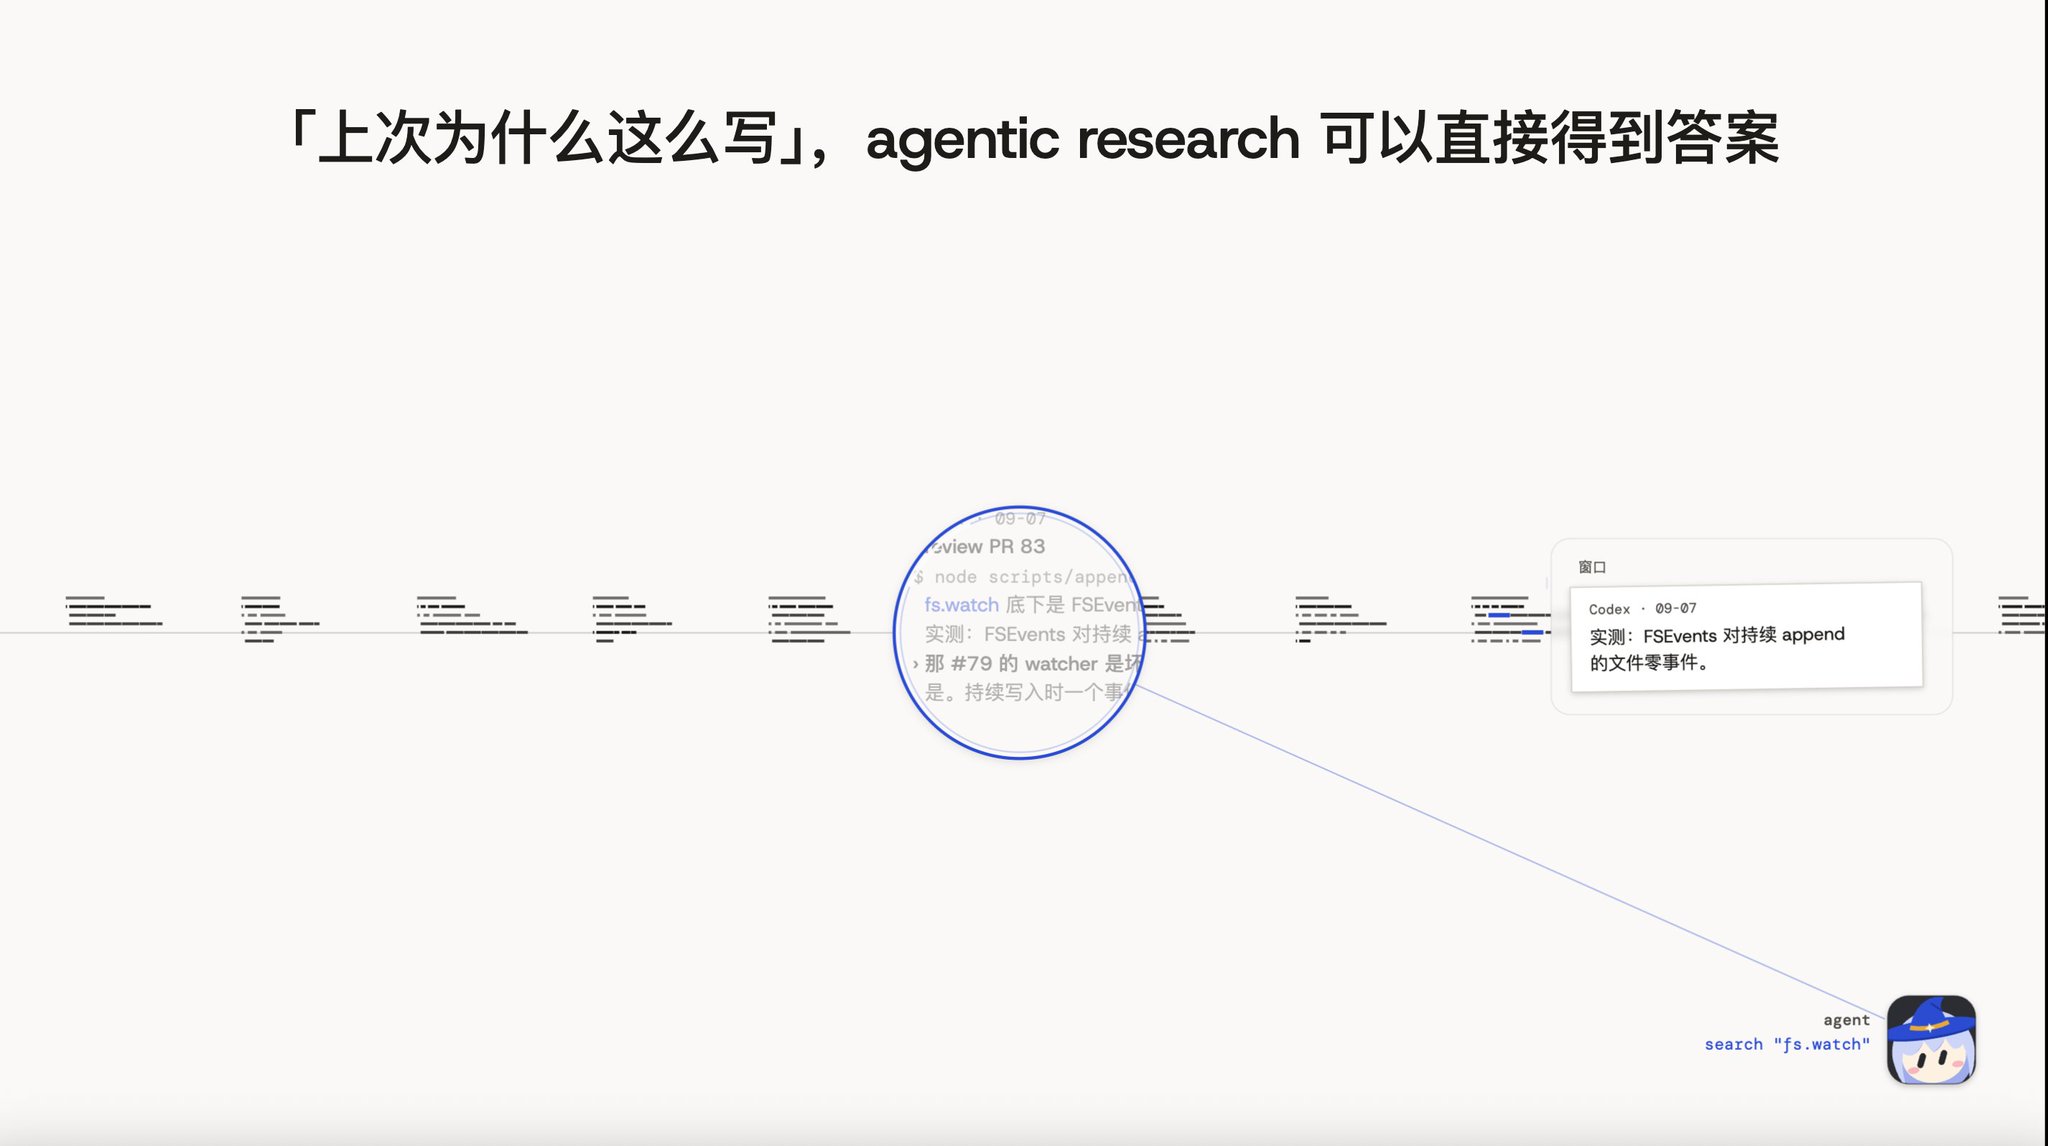 「上次为什么这么写」，agentic research 可以直接得到答案
09-07
view PR 83
$ node scripts/appen
fs.watch 底下是 FSEvent
实测：FSEvents 对持续
› 那 #79 的 watcher 是坏
是。持续写入时一个事
窗口
Codex · 09-07
实测：FSEvents 对持续 append
的文件零事件。
agent
search "fs.watch"